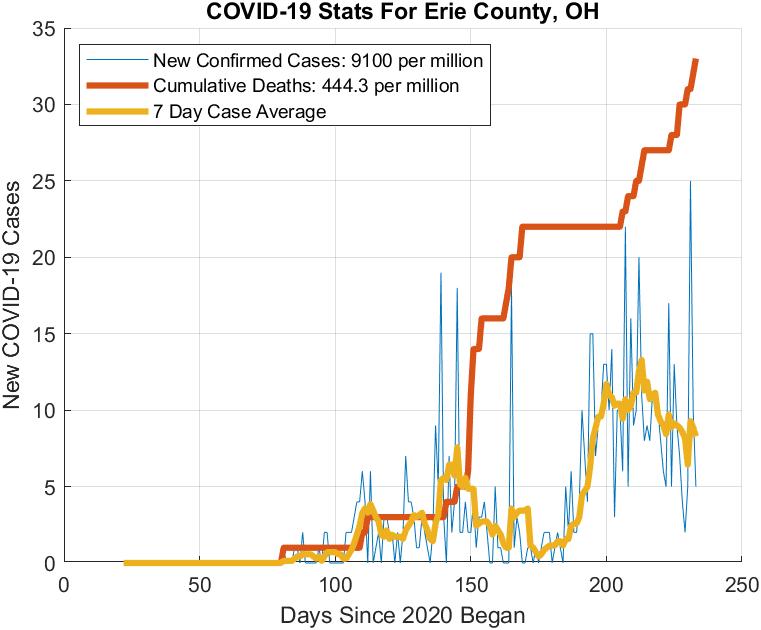 COVID-19 Stats For Erie County, OH
New Confirmed Cases: 9100 per million
Cumulative Deaths: 444.3 per million
7 Day Case Average
New COVID-19 Cases
35
30
25
20
15
10
5
0
0 50 100 150 200 250
Days Since 2020 Began